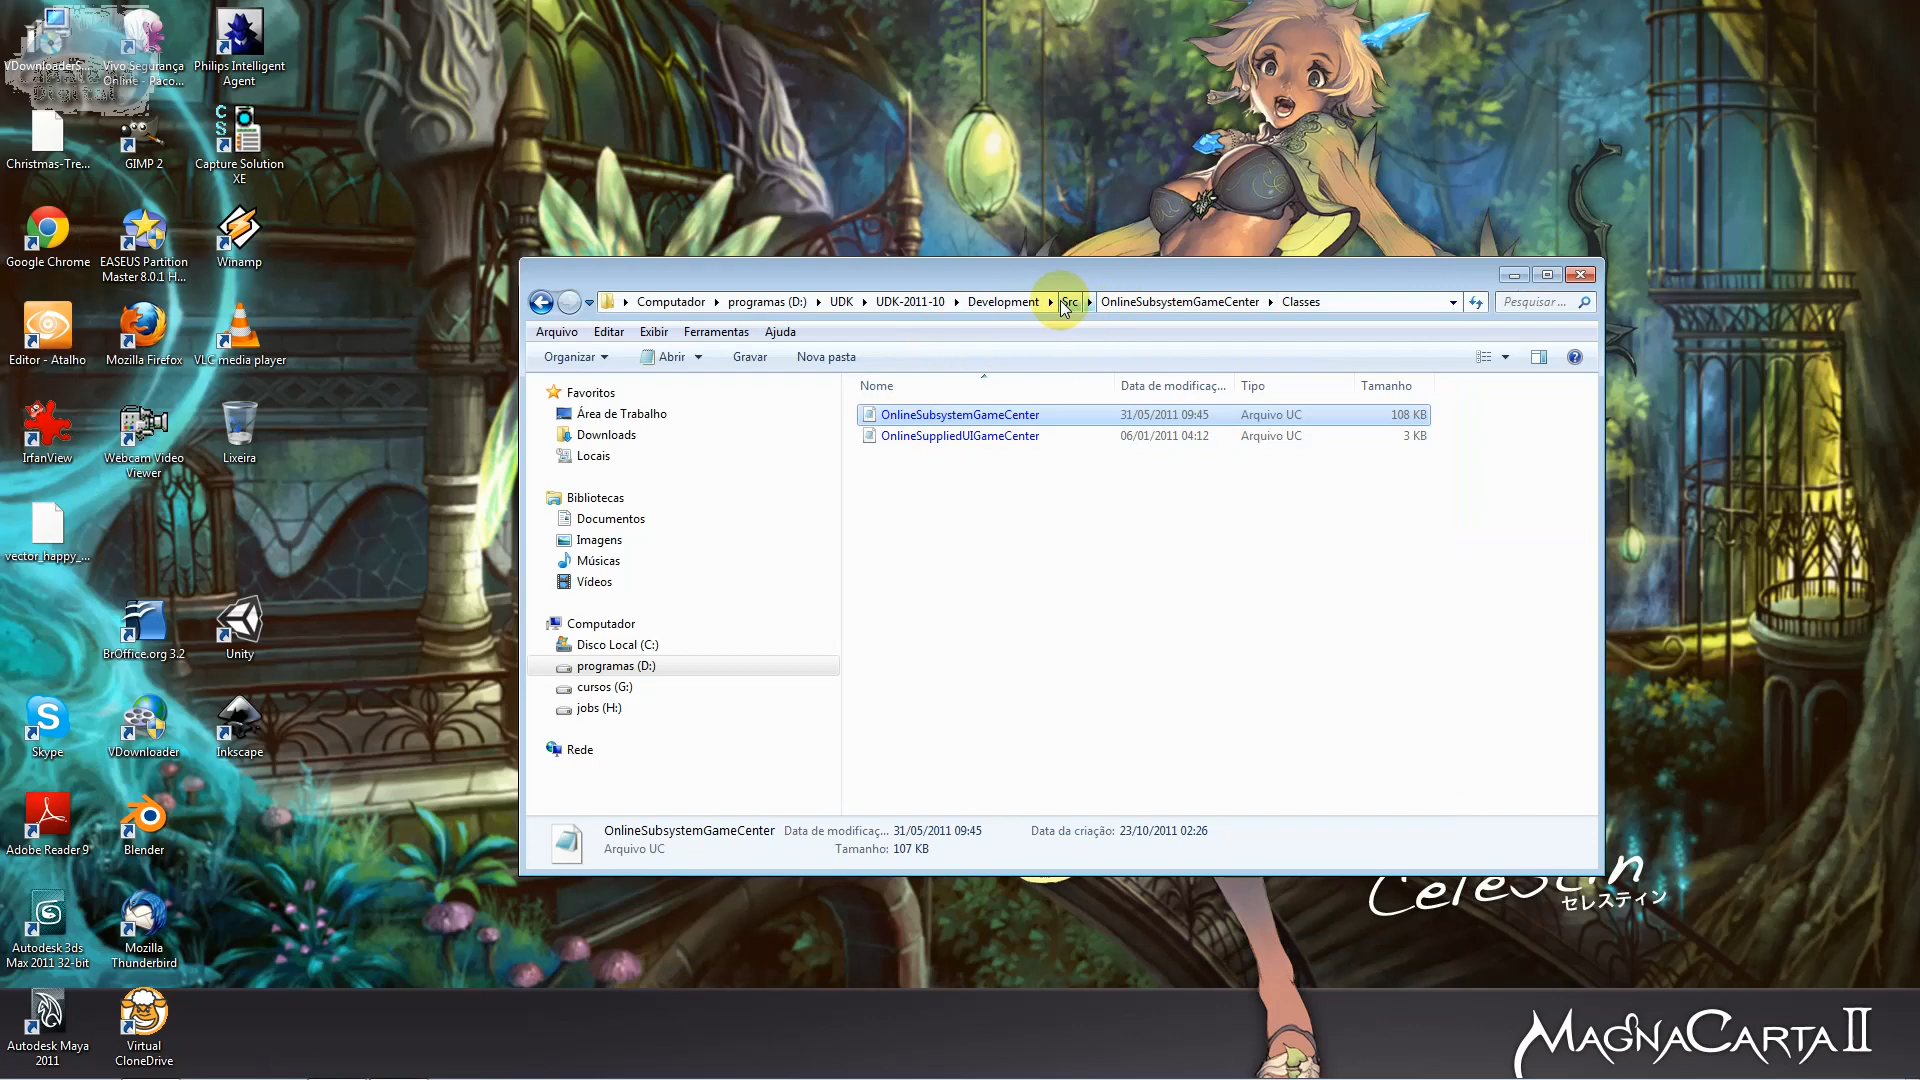 VDownloaderS...
Vivo Segurança
Online - Paco...
Philips Intelligent
Agent
Christmas-Tre...
GIMP 2
Capture Solution
XE
Google Chrome
EASEUS Partition
Master 8.0.1 H...
Winamp
Editor - Atalho
Mozilla Firefox
VLC media player
IrfanView
Webcam Video
Viewer
Lixeira
vector_happy_...
BrOffice.org 3.2
Unity
Skype
VDownloader
Inkscape
Adobe Reader 9
Blender
Autodesk 3ds
Max 2011 32-bit
Mozilla
Thunderbird
Autodesk Maya
2011
Virtual
CloneDrive
Computador programas (D:) UDK UDK-2011-10 Development Src OnlineSubsystemGameCenter Classes
Pesquisar ...
Arquivo Editar Exibir Ferramentas Ajuda
Organizar Abrir Gravar Nova pasta
Favoritos
Área de Trabalho
Downloads
Locais
Bibliotecas
Documentos
Imagens
Músicas
Vídeos
Computador
Disco Local (C:)
programas (D:)
cursos (G:)
jobs (H:)
Rede
Nome Data de modificaç... Tipo Tamanho
OnlineSubsystemGameCenter 31/05/2011 09:45 Arquivo UC 108 KB
OnlineSuppliedUIGameCenter 06/01/2011 04:12 Arquivo UC 3 KB
OnlineSubsystemGameCenter Data de modificaç... 31/05/2011 09:45 Data da criação: 23/10/2011 02:26
Arquivo UC Tamanho: 107 KB
セレスティン
MAGNACARTA II